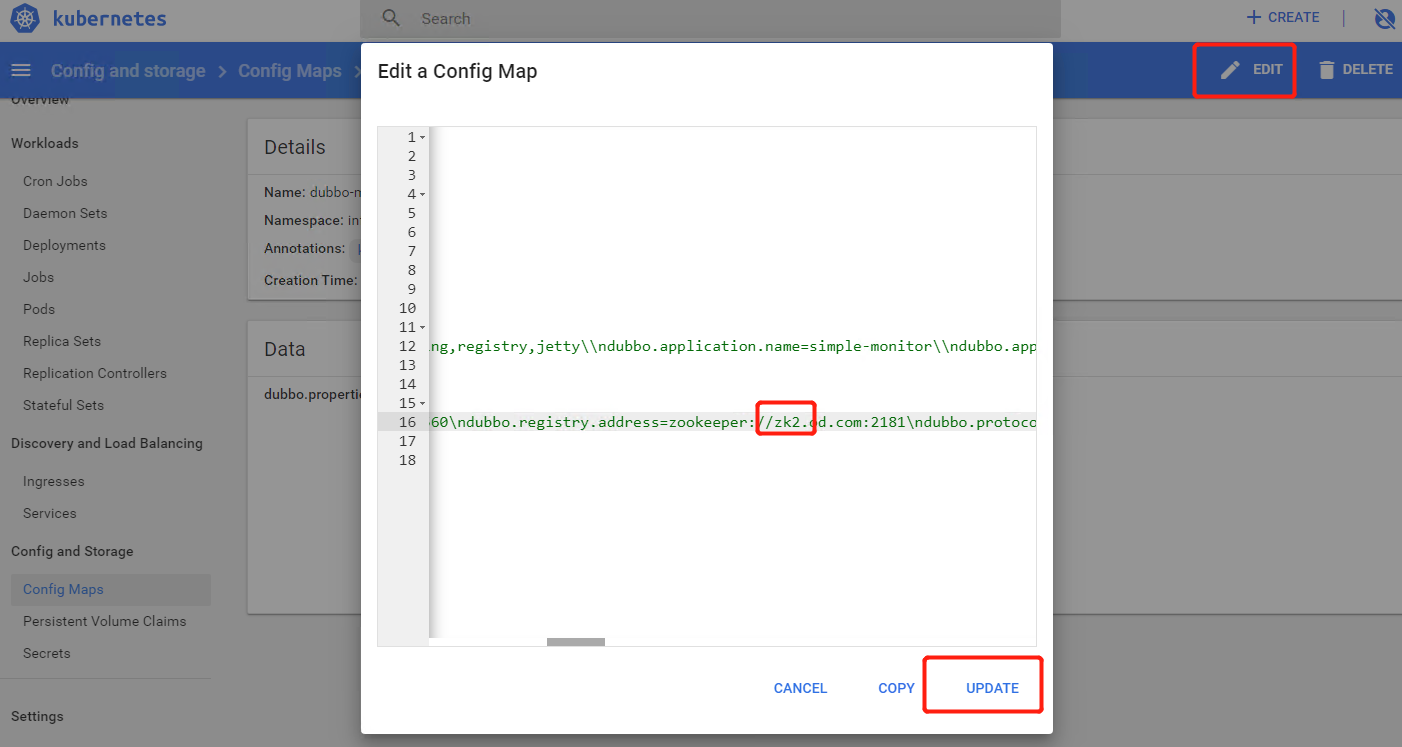 kubernetes
Search
CREATE
Config and storage
Config Maps
EDIT
DELETE
Overview
Workloads
Cron Jobs
Daemon Sets
Deployments
Jobs
Pods
Replica Sets
Replication Controllers
Stateful Sets
Discovery and Load Balancing
Ingresses
Services
Config and Storage
Config Maps
Persistent Volume Claims
Secrets
Settings
Details
Name: dubbo-m
Namespace: in
Annotations:
Creation Time:
Data
dubbo.properti
Edit a Config Map
1
2
3
4
5
6
7
8
9
10
11
12 ng,registry,jetty\\ndubbo.application.name=simple-monitor\\ndubbo.app
13
14
15
16 60\ndubbo.registry.address=zookeeper://zk2.od.com:2181\ndubbo.protoco
17
18
CANCEL
COPY
UPDATE